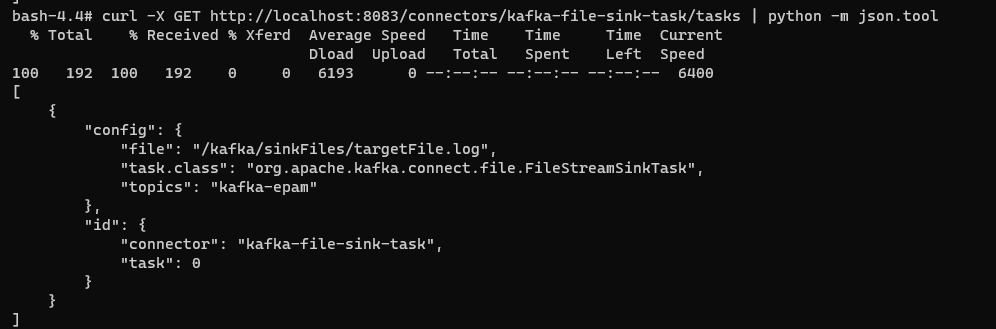 ]
bash-4.4# curl -X GET http://localhost:8083/connectors/kafka-file-sink-task/tasks | python -m json.tool
  % Total    % Received % Xferd  Average Speed   Time    Time     Time  Current
                                 Dload  Upload   Total   Spent    Left  Speed
100   192  100   192    0     0   6193      0 --:--:-- --:--:-- --:--:--  6400
[
    {
        "config": {
            "file": "/kafka/sinkFiles/targetFile.log",
            "task.class": "org.apache.kafka.connect.file.FileStreamSinkTask",
            "topics": "kafka-epam"
        },
        "id": {
            "connector": "kafka-file-sink-task",
            "task": 0
        }
    }
]